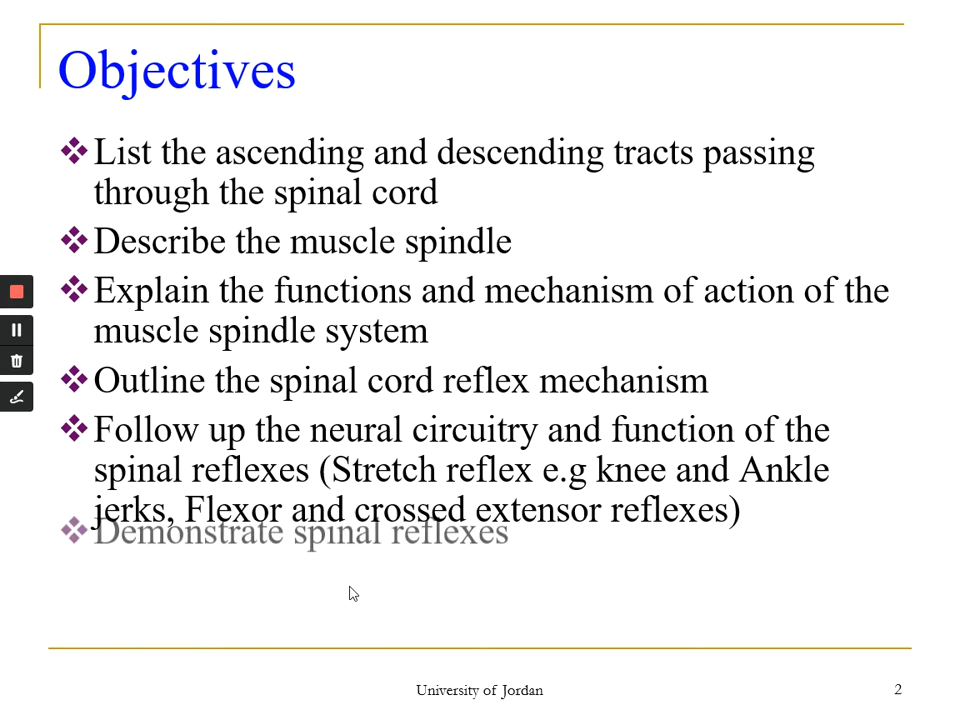 Objectives
List the ascending and descending tracts passing
through the spinal cord
Describe the muscle spindle
Explain the functions and mechanism of action of the
muscle spindle system
Outline the spinal cord reflex mechanism
Follow up the neural circuitry and function of the
spinal reflexes (Stretch reflex e.g knee and Ankle
jerks, Flexor and crossed extensor reflexes)
Demonstrate spinal reflexes
University of Jordan
2